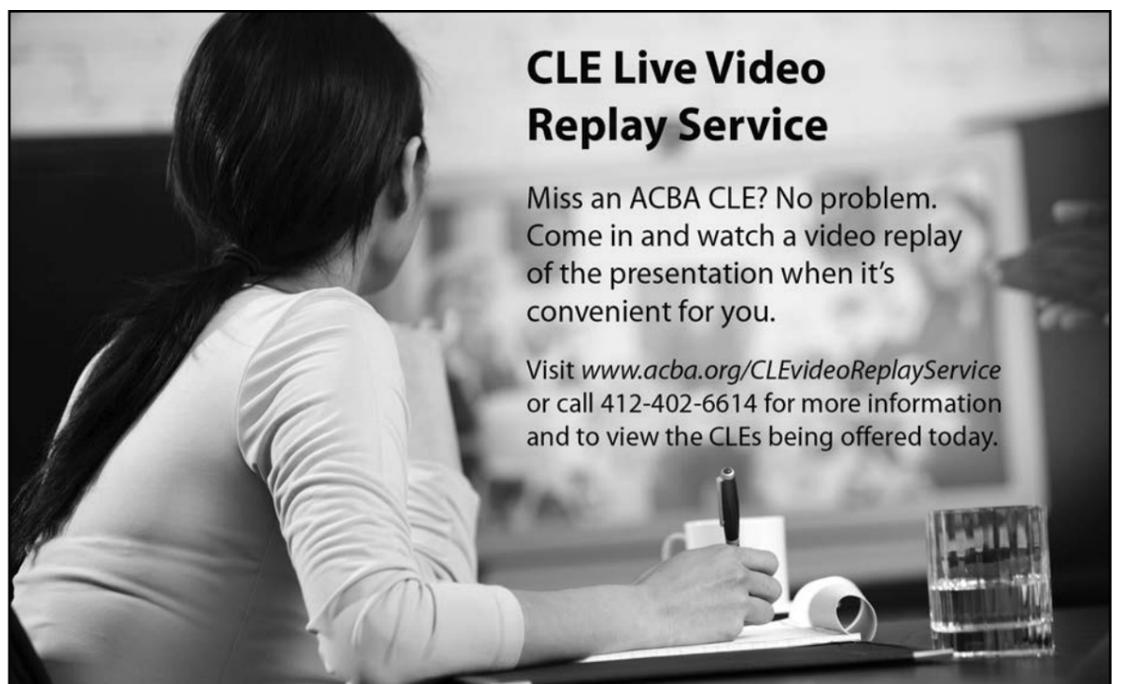 CLE Live Video
Replay Service
Miss an ACBA CLE? No problem.
Come in and watch a video replay
of the presentation when it’s
convenient for you.
Visit www.acba.org/CLEvideoReplayService
or call 412-402-6614 for more information
and to view the CLEs being offered today.